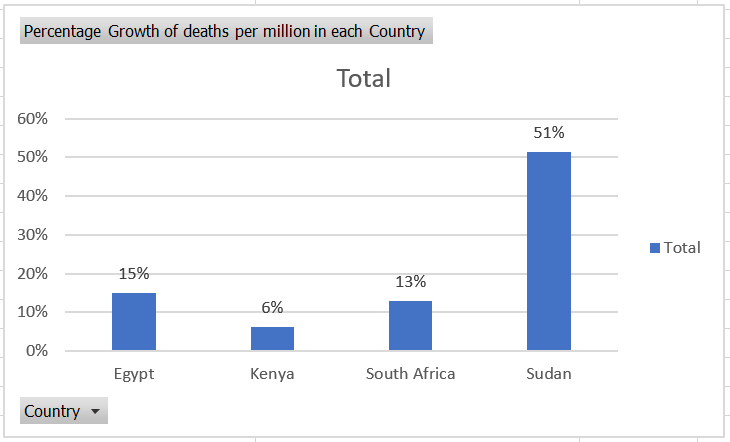 Percentage Growth of deaths per million in each Country
Total
60%
50%
40%
30%
20%
10%
0%
15%
6%
13%
51%
Egypt
Kenya
South Africa
Sudan
Total
Country